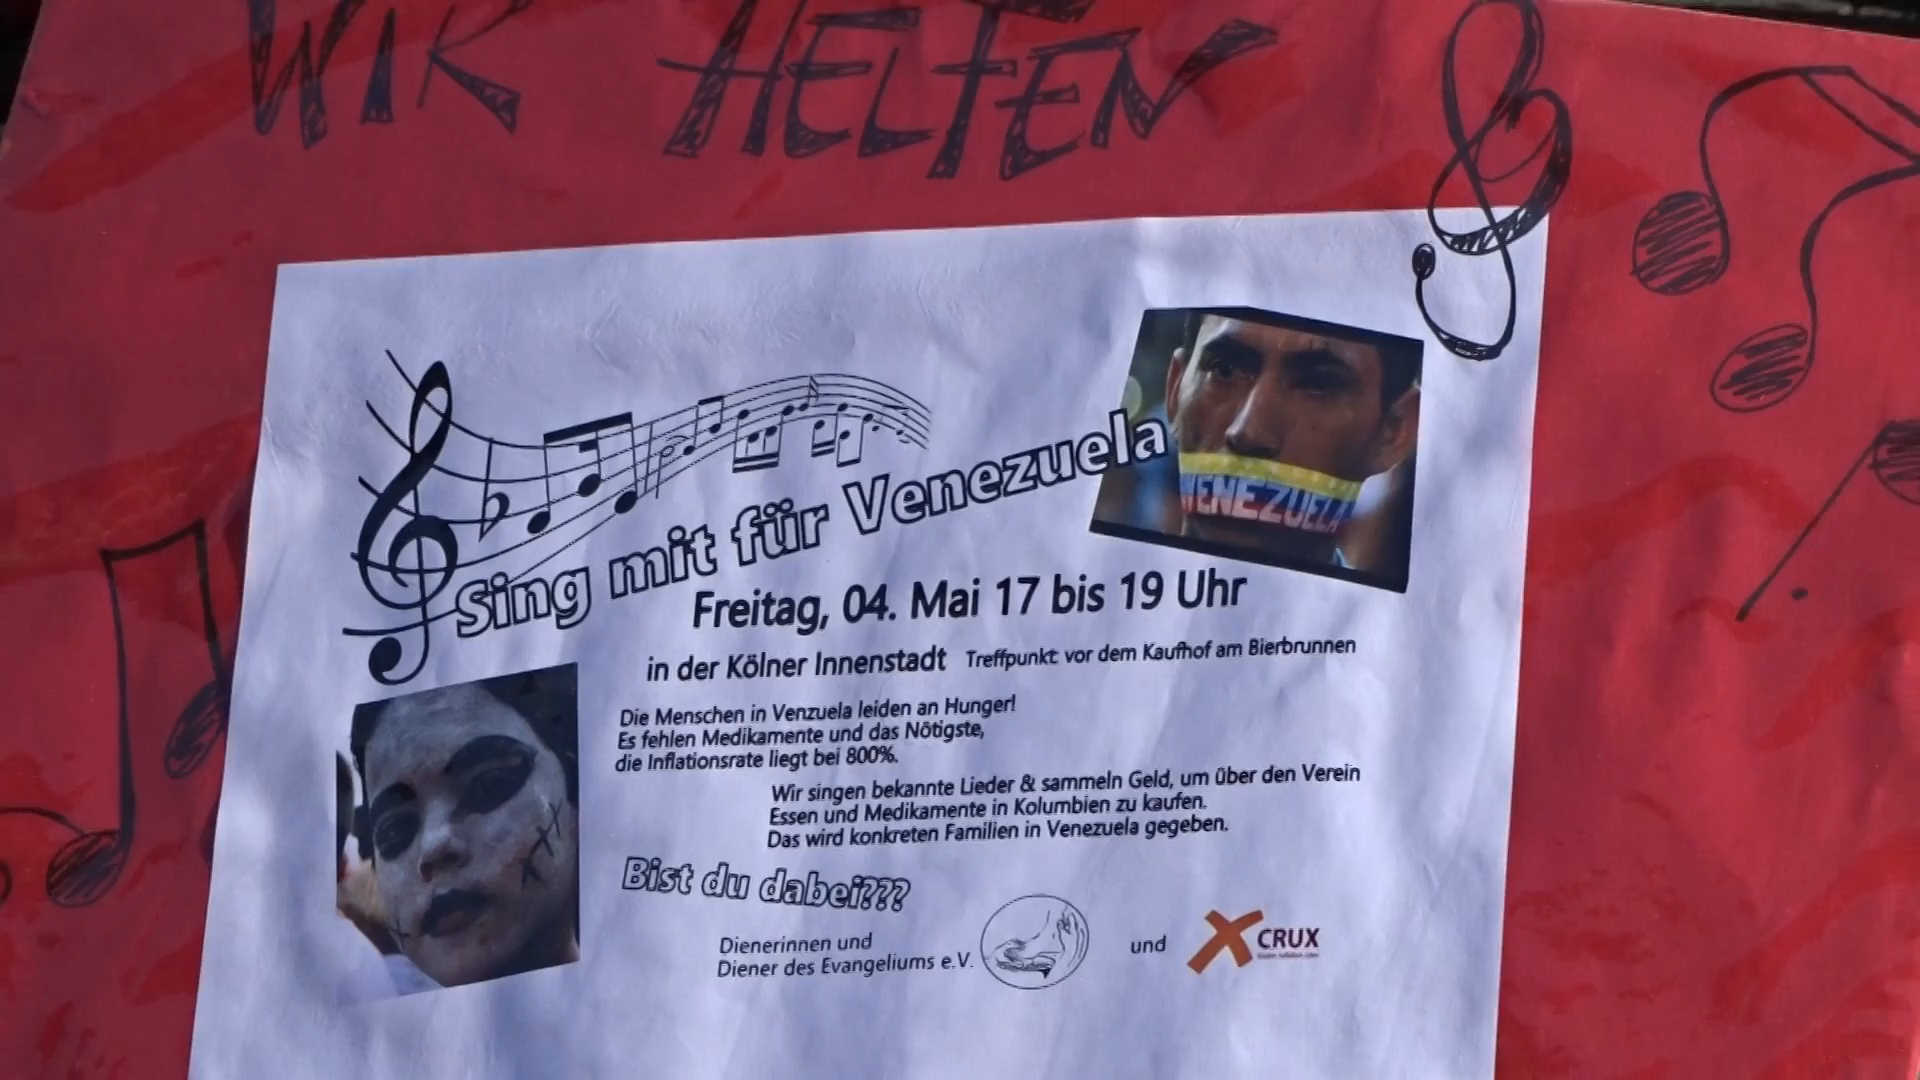 WIR HELFEN
Sing mit für Venezuela
VENEZUELA
Freitag, 04. Mai 17 bis 19 Uhr
in der Kölner Innenstadt Treffpunkt: vor dem Kaufhof am Bierbrunnen
Die Menschen in Venzuela leiden an Hunger!
Es fehlen Medikamente und das Nötigste,
die Inflationsrate liegt bei 800%.
Wir singen bekannte Lieder & sammeln Geld, um über den Verein
Essen und Medikamente in Kolumbien zu kaufen.
Das wird konkreten Familien in Venezuela gegeben.
Bist du dabei???
Dienerinnen und
Diener des Evangeliums e.V.
und
CRUX